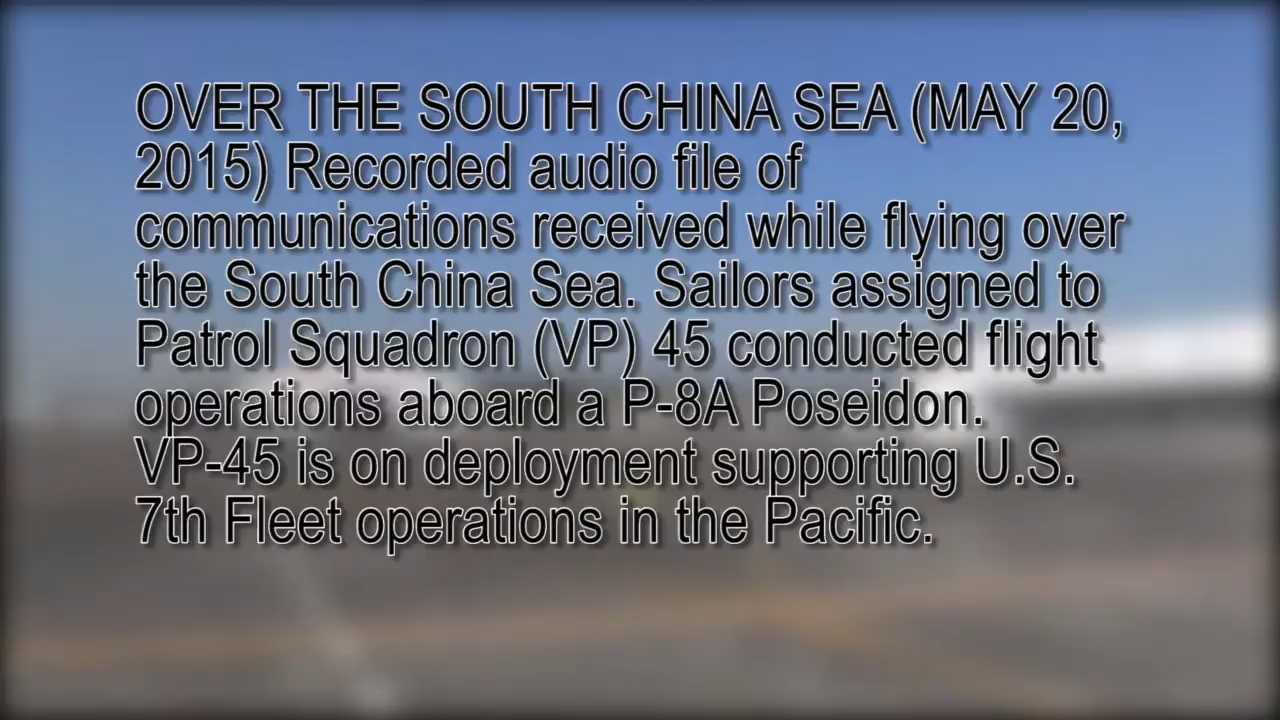 OVER THE SOUTH CHINA SEA (MAY 20,
2015) Recorded audio file of
communications received while flying over
the South China Sea. Sailors assigned to
Patrol Squadron (VP) 45 conducted flight
operations aboard a P-8A Poseidon.
VP-45 is on deployment supporting U.S.
7th Fleet operations in the Pacific.